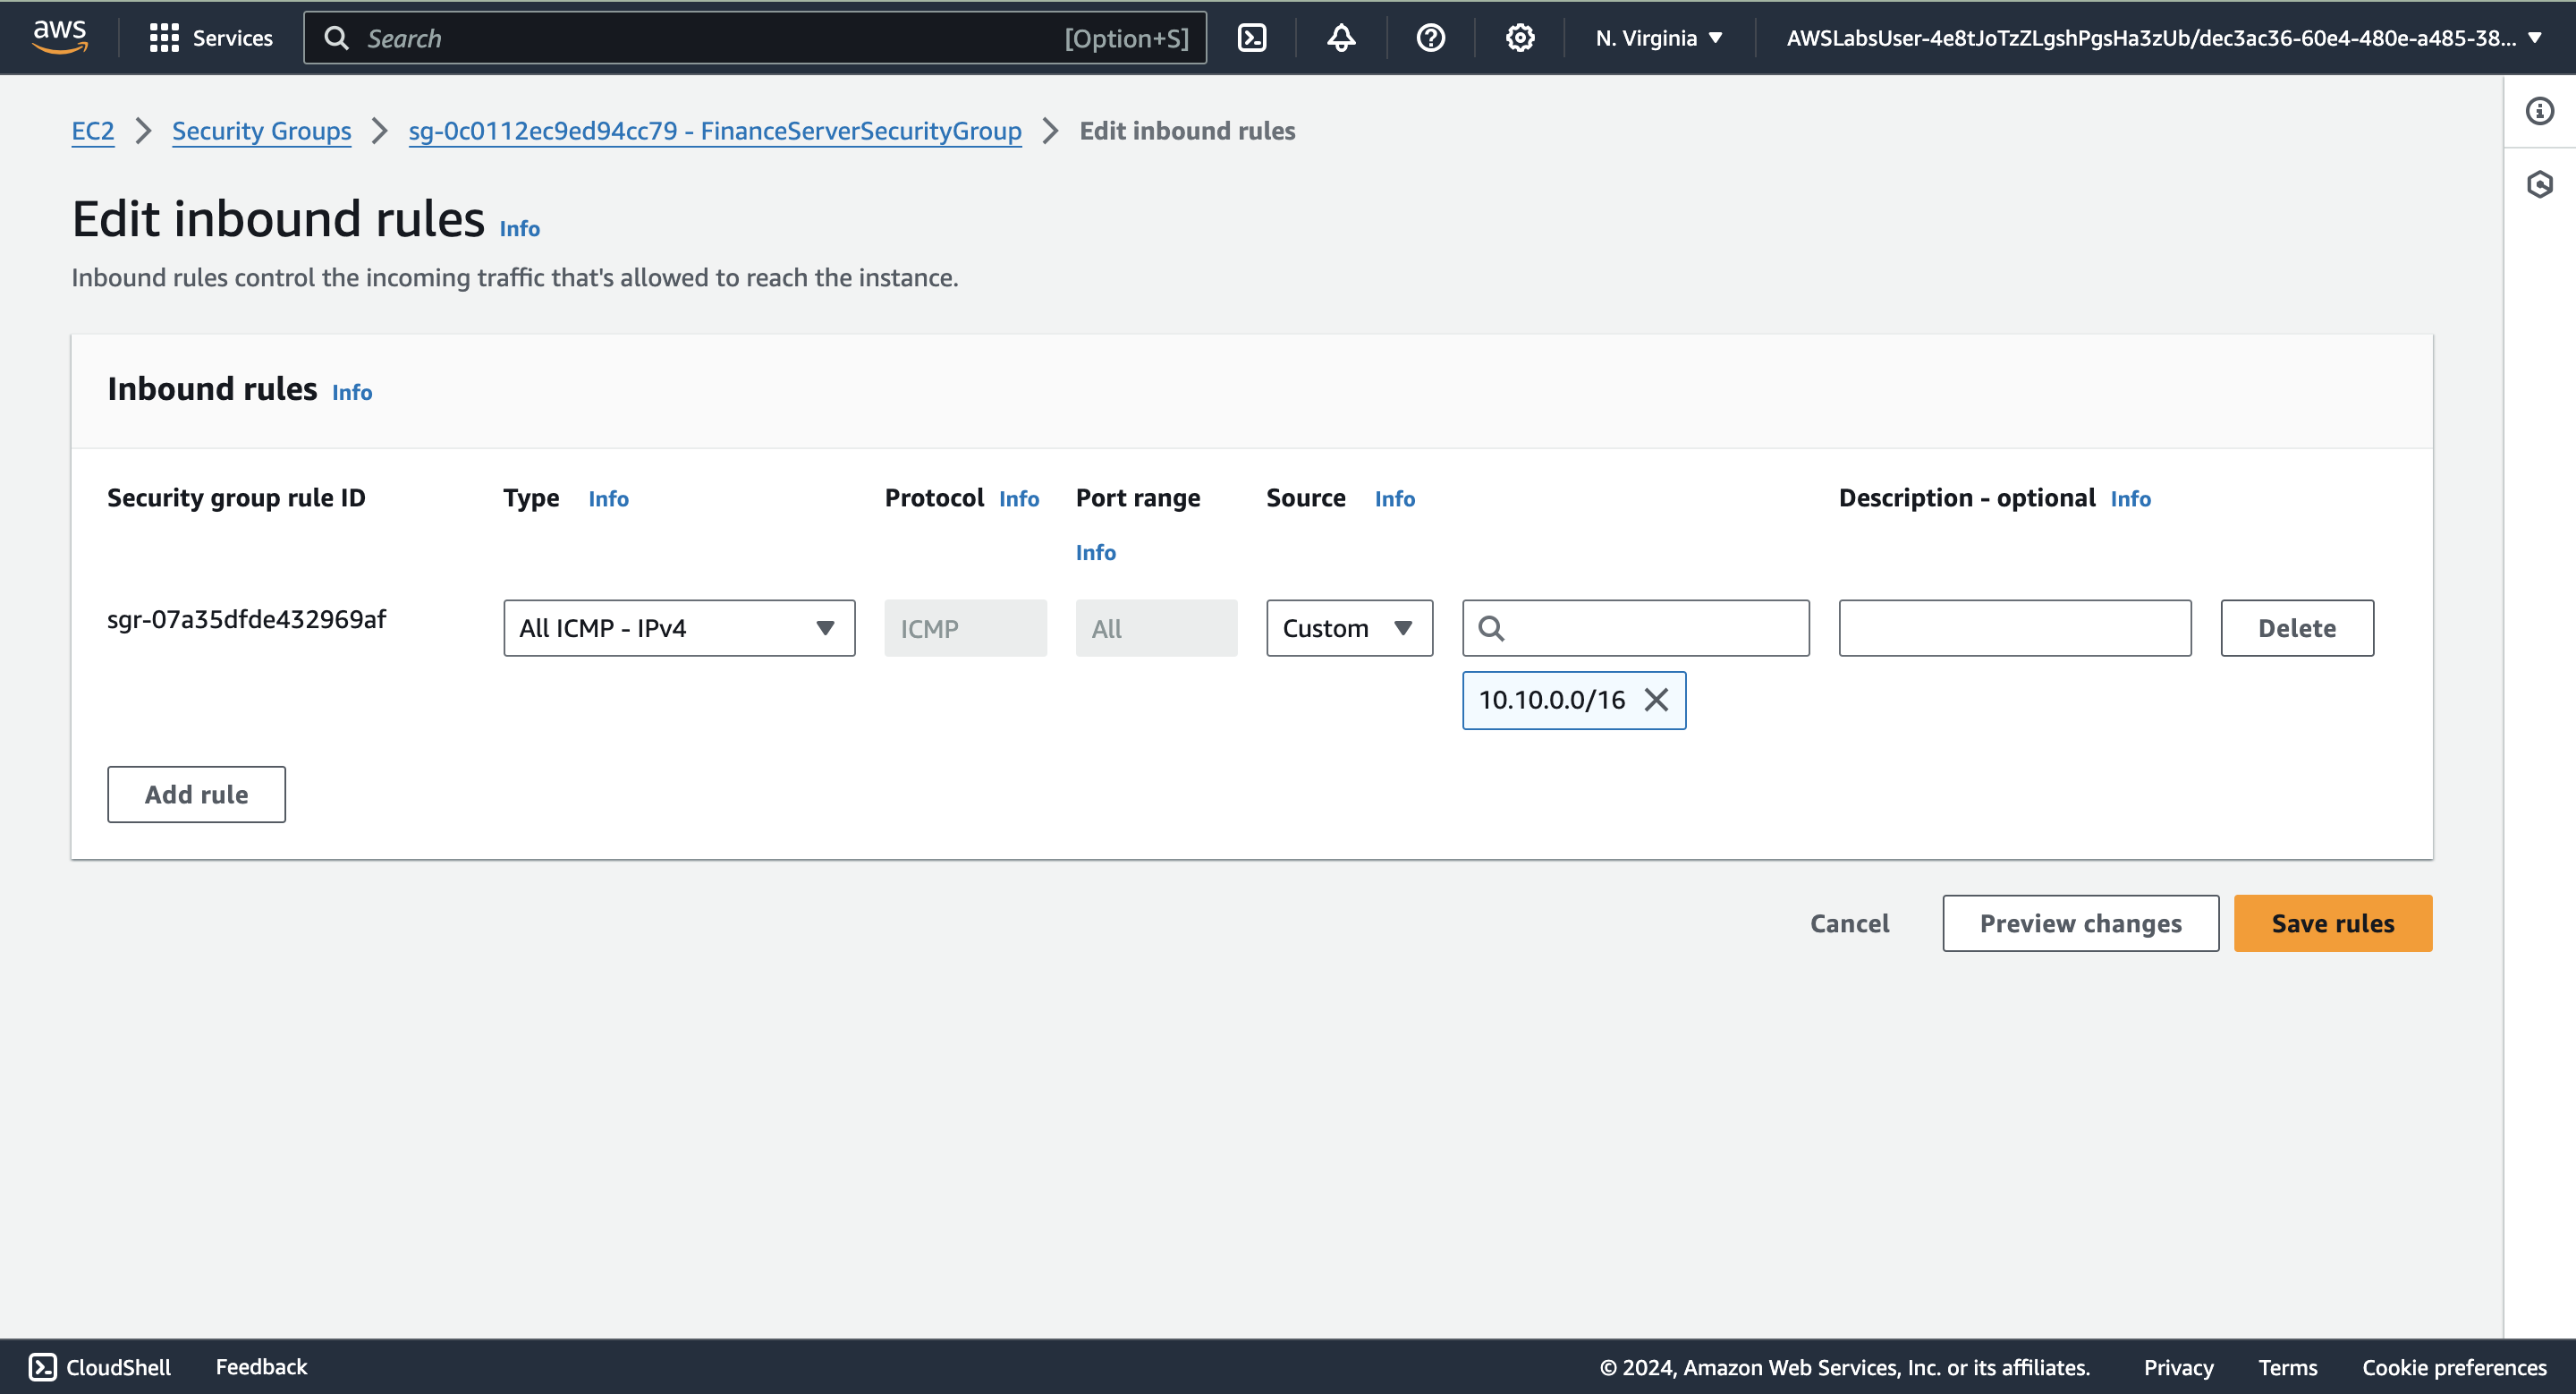 aws Services Search [Option+S] N. Virginia AWSLabsUser-4e8tJoTzZLgshPgsHa3zUb/dec3ac36-60e4-480e-a485-38...
EC2 Security Groups sg-0c0112ec9ed94cc79 - FinanceServerSecurityGroup Edit inbound rules
Edit inbound rules Info
Inbound rules control the incoming traffic that's allowed to reach the instance.
Inbound rules Info
Security group rule ID Type Info Protocol Info Port range Source Info Description - optional Info
Info
sgr-07a35dfde432969af All ICMP - IPv4 ICMP All Custom Delete
10.10.0.0/16
Add rule
Cancel Preview changes Save rules
CloudShell Feedback © 2024, Amazon Web Services, Inc. or its affiliates. Privacy Terms Cookie preferences